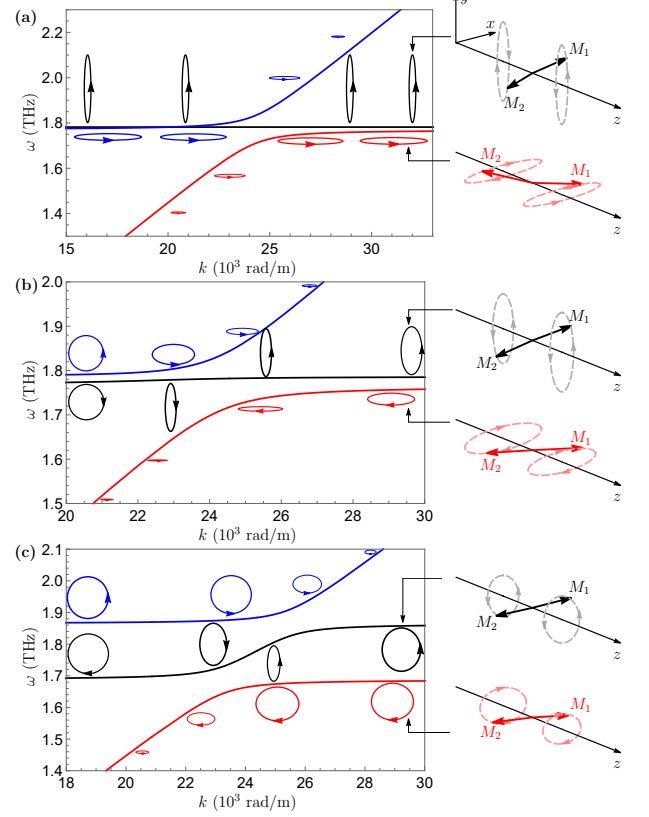 (a)
ω (THz)
2.2
2.0
1.8
1.6
1.4
15
20
25
30
k (10³ rad/m)
x
M₁
M₂
z
M₂
M₁
z
(b)
ω (THz)
2.0
1.9
1.8
1.7
1.6
1.5
20
22
24
26
28
30
k (10³ rad/m)
M₁
M₂
z
M₁
M₂
z
(c)
ω (THz)
2.1
2.0
1.9
1.8
1.7
1.6
1.5
1.4
18
20
22
24
26
28
30
k (10³ rad/m)
M₁
M₂
z
M₁
M₂
z